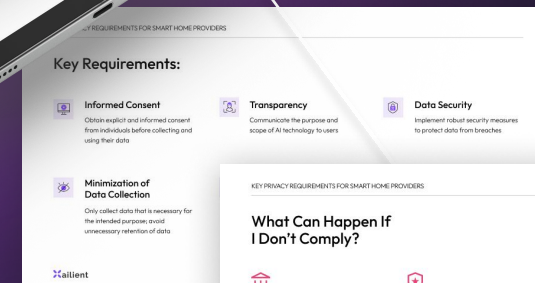 CY REQUIREMENTS FOR SMART HOME PROVIDERS
Key Requirements:
Informed Consent
Obtain explicit and informed consent
from individuals before collecting and
using their data
Transparency
Communicate the purpose and
scope of AI technology to users
Data Security
Implement robust security measures
to protect data from breaches
Minimization of
Data Collection
Only collect data that is necessary for
the intended purpose; avoid
unnecessary retention of data
Xailient
KEY PRIVACY REQUIREMENTS FOR SMART HOME PROVIDERS
What Can Happen If
I Don't Comply?